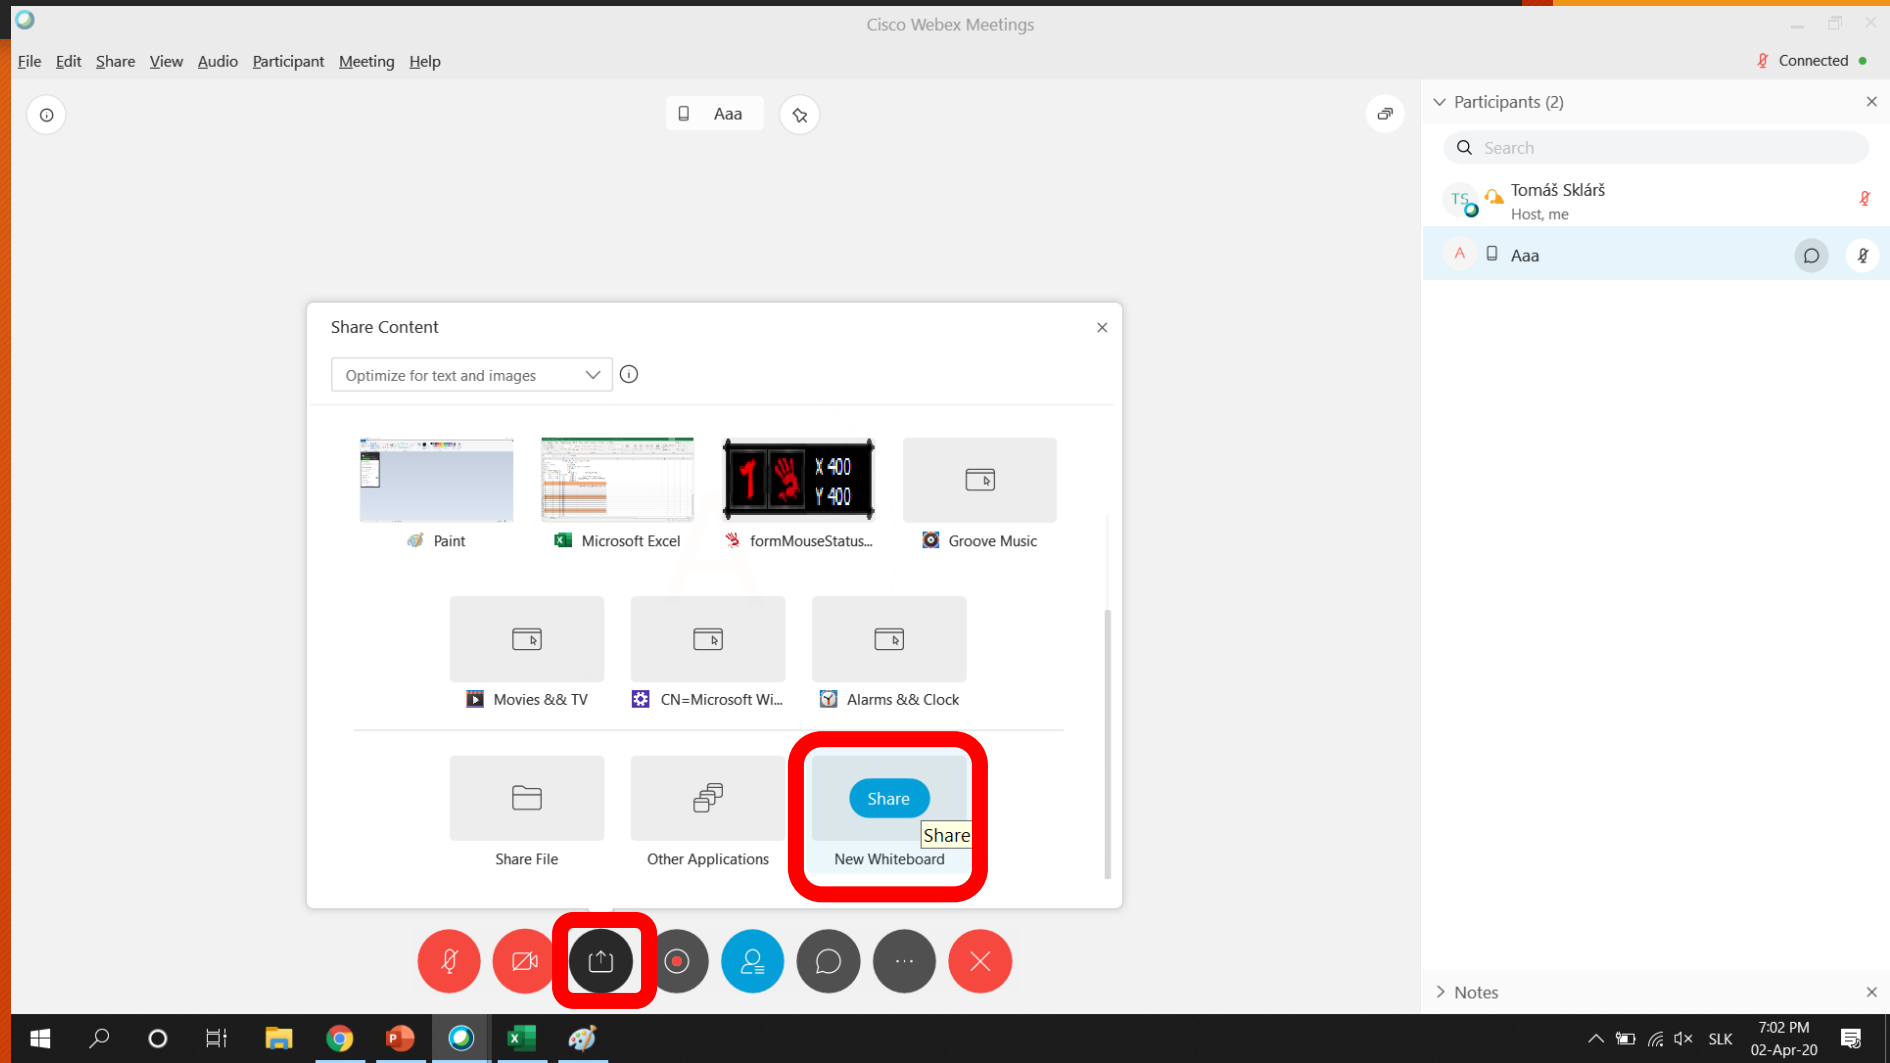 Cisco Webex Meetings
File Edit Share View Audio Participant Meeting Help
Connected
Aaa
Participants (2)
Search
TS
Tomáš Sklárš
Host, me
A
Aaa
Share Content
Optimize for text and images
X 400
Y 400
Paint
Microsoft Excel
formMouseStatus...
Groove Music
Movies && TV
CN=Microsoft Wi...
Alarms && Clock
Share
Share
Share File
Other Applications
New Whiteboard
Notes
SLK
7:02 PM
02-Apr-20